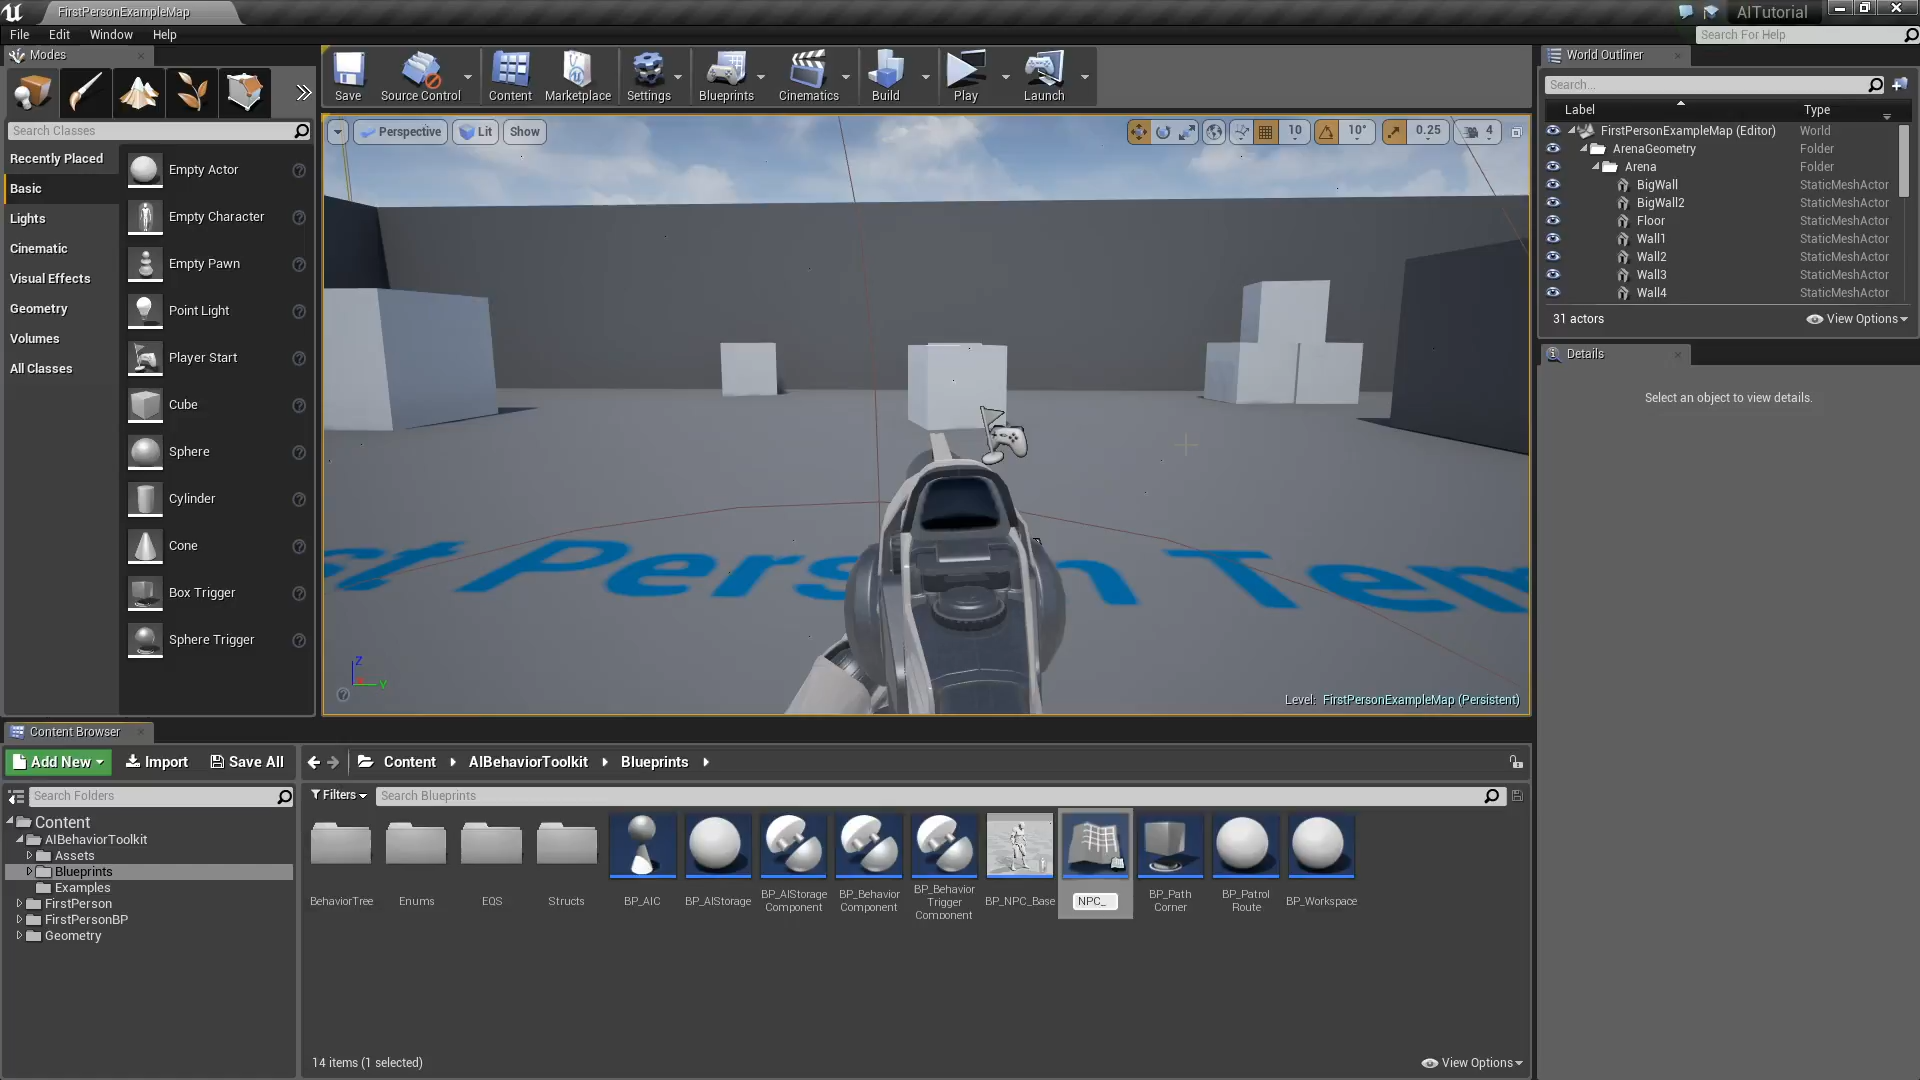 FirstPersonExampleMap
AITutorial
File Edit Window Help
Search For Help
Modes
Save
Source Control
Content
Marketplace
Settings
Blueprints
Cinematics
Build
Play
Launch
Search Classes
Recently Placed
Basic
Lights
Cinematic
Visual Effects
Geometry
Volumes
All Classes
Empty Actor
Empty Character
Empty Pawn
Point Light
Player Start
Cube
Sphere
Cylinder
Cone
Box Trigger
Sphere Trigger
Perspective
Lit
Show
10
10°
0.25
4
st Person Tem
Z
Y
Level: FirstPersonExampleMap (Persistent)
World Outliner
Search...
Label Type
FirstPersonExampleMap (Editor) World
ArenaGeometry Folder
Arena Folder
BigWall StaticMeshActor
BigWall2 StaticMeshActor
Floor StaticMeshActor
Wall1 StaticMeshActor
Wall2 StaticMeshActor
Wall3 StaticMeshActor
Wall4 StaticMeshActor
31 actors
View Options
Details
Select an object to view details.
Content Browser
Add New
Import
Save All
Content
AIBehaviorToolkit
Blueprints
Search Folders
Filters
Search Blueprints
Content
AIBehaviorToolkit
Assets
Blueprints
Examples
FirstPerson
FirstPersonBP
Geometry
BehaviorTree
Enums
EQS
Structs
BP_AIC
BP_AIStorage
BP_AIStorage
Component
BP_Behavior
Component
BP_Behavior
Trigger
Component
BP_NPC_Base
NPC_
BP_Path
Corner
BP_Patrol
Route
BP_Workspace
14 items (1 selected)
View Options